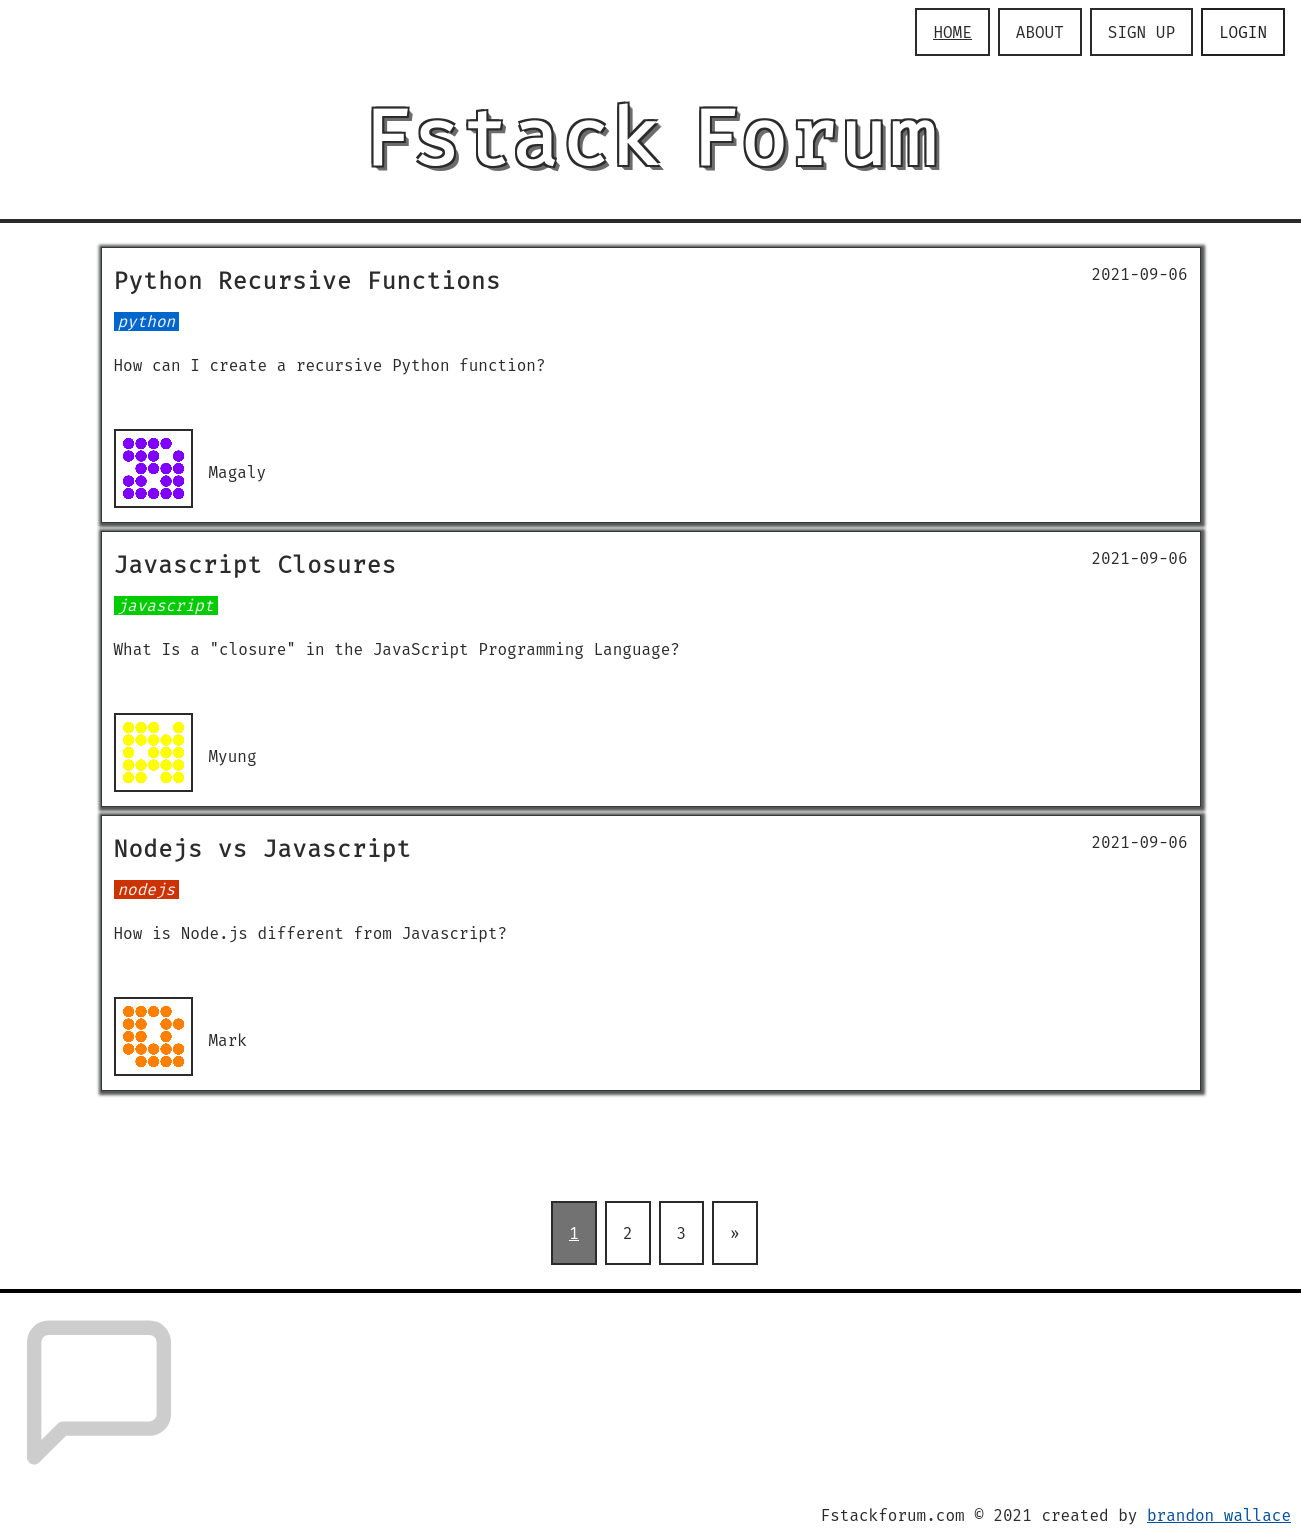 HOME ABOUT SIGN UP LOGIN
Fstack Forum
Python Recursive Functions 2021-09-06
python
How can I create a recursive Python function?
Magaly
Javascript Closures 2021-09-06
javascript
What Is a "closure" in the JavaScript Programming Language?
Myung
Nodejs vs Javascript 2021-09-06
nodejs
How is Node.js different from Javascript?
Mark
1 2 3 »
Fstackforum.com © 2021 created by brandon_wallace